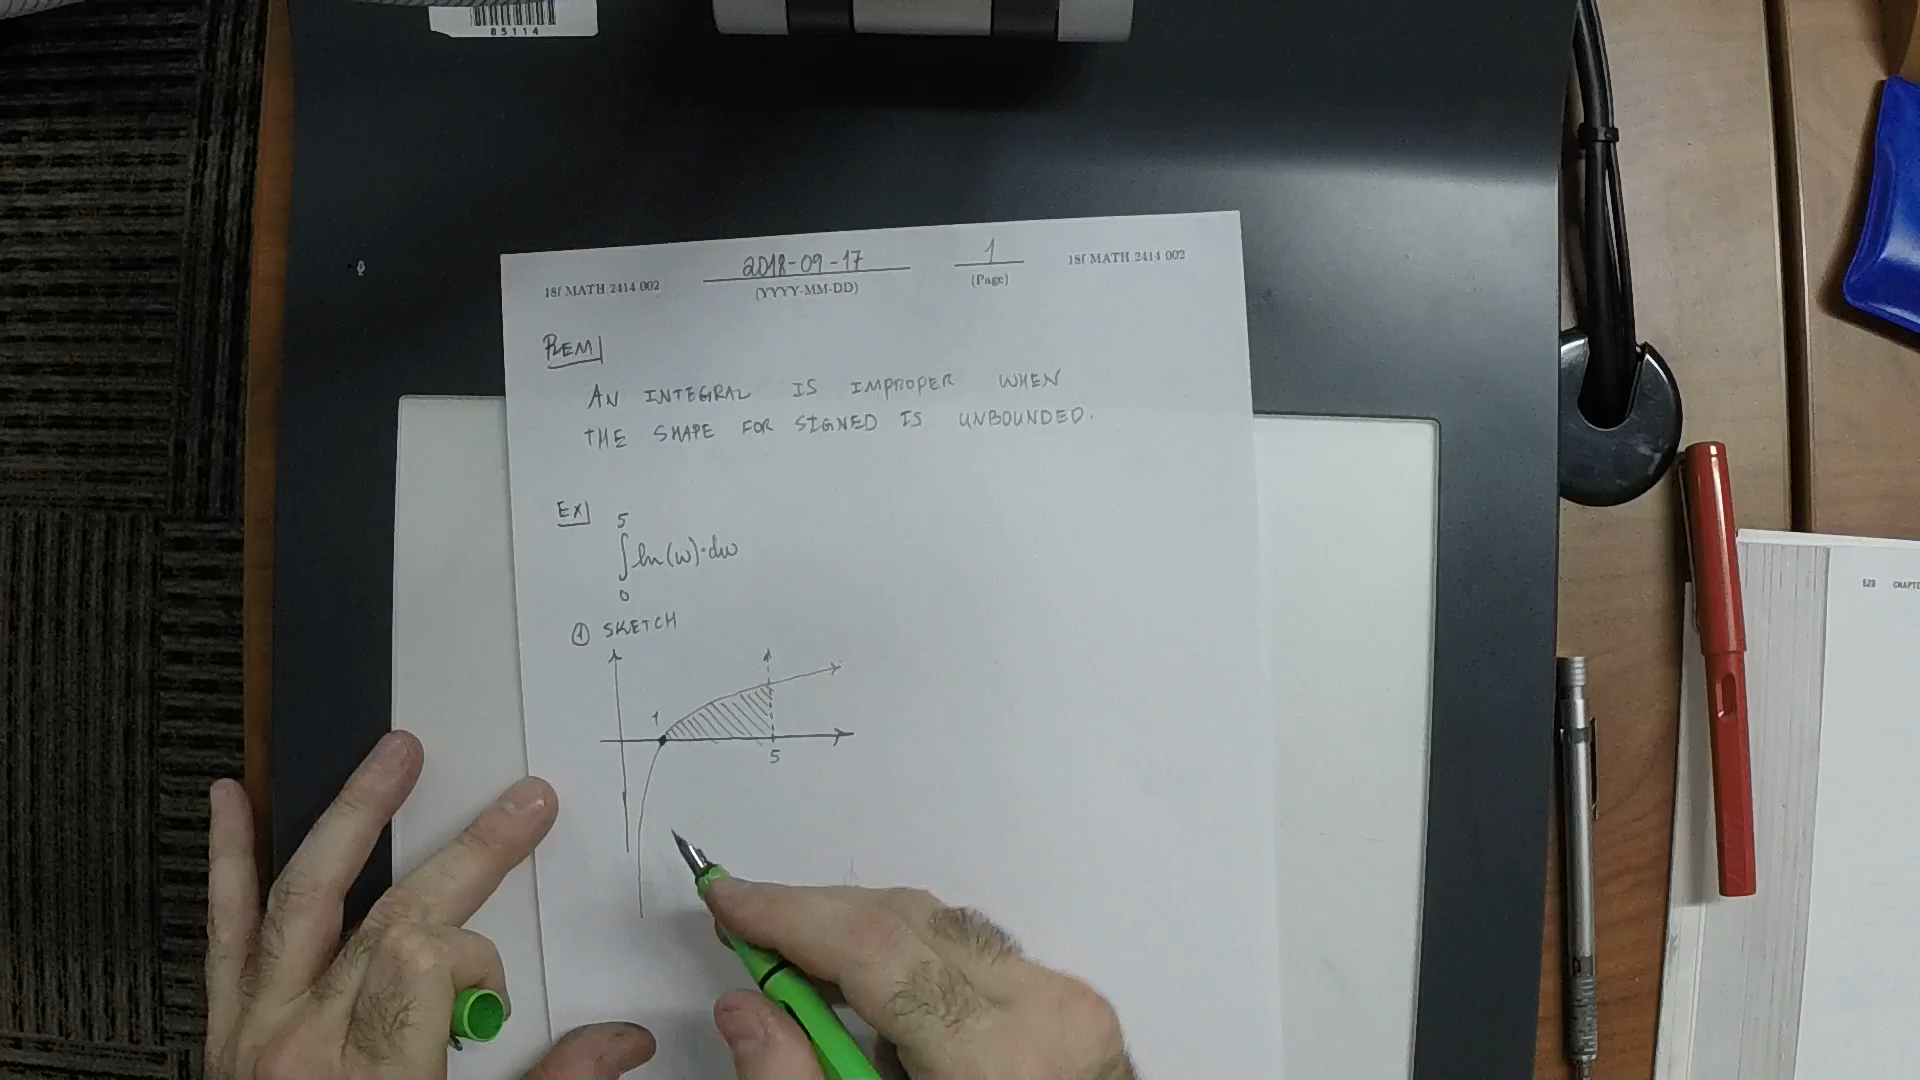 85114
18f MATH 2414 002
2018-09-17
(YYYY-MM-DD)
1
(Page)
18f MATH 2414 002
REM
AN INTEGRAL IS IMPROPER WHEN
THE SHAPE FOR SIGNED IS UNBOUNDED.
EX
5
∫ln(w)·dw
0
① SKETCH
1
5
528 CHAPTE